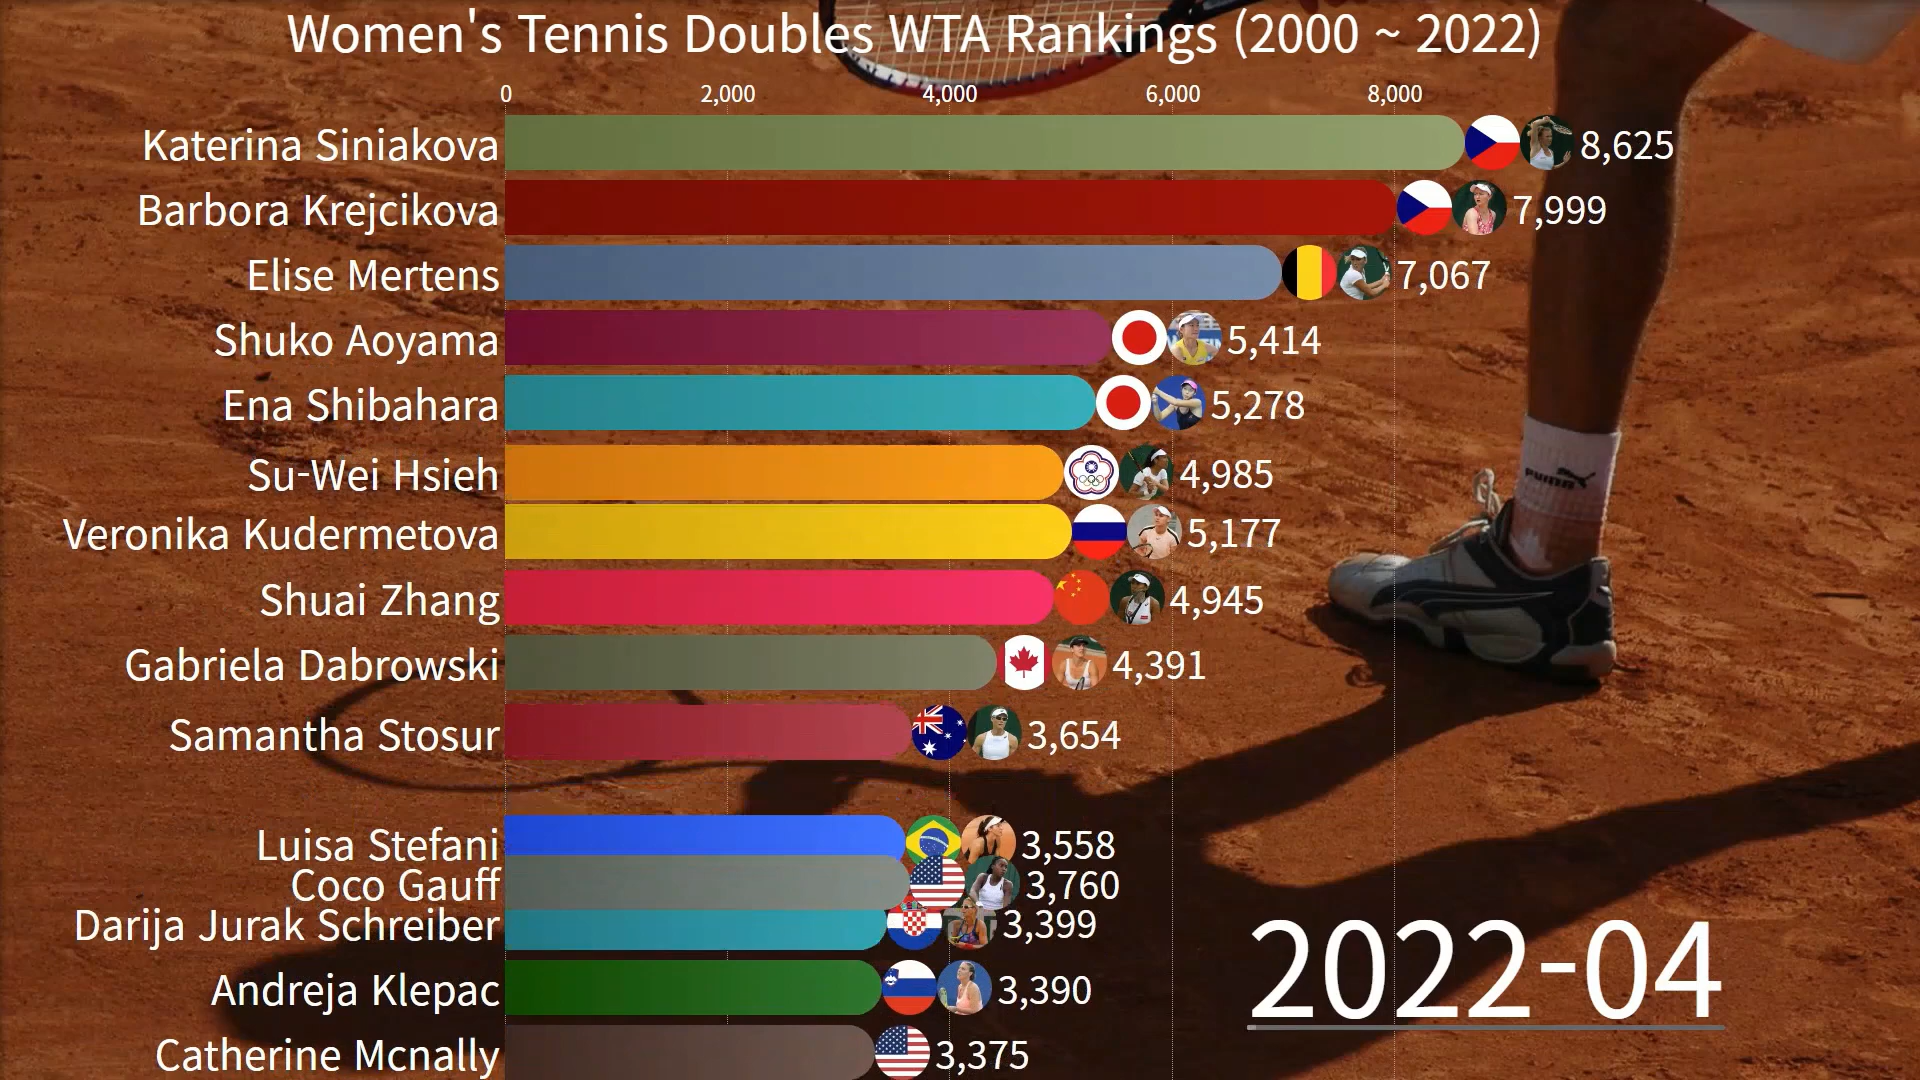 Women's Tennis Doubles WTA Rankings (2000 ~ 2022)
0 2,000 4,000 6,000 8,000
Katerina Siniakova 8,625
Barbora Krejcikova 7,999
Elise Mertens 7,067
Shuko Aoyama 5,414
Ena Shibahara 5,278
Su-Wei Hsieh 4,985
Veronika Kudermetova 5,177
Shuai Zhang 4,945
Gabriela Dabrowski 4,391
Samantha Stosur 3,654
Luisa Stefani 3,558
Coco Gauff 3,760
Darija Jurak Schreiber 3,399
Andreja Klepac 3,390
Catherine Mcnally 3,375
2022-04
PUMA